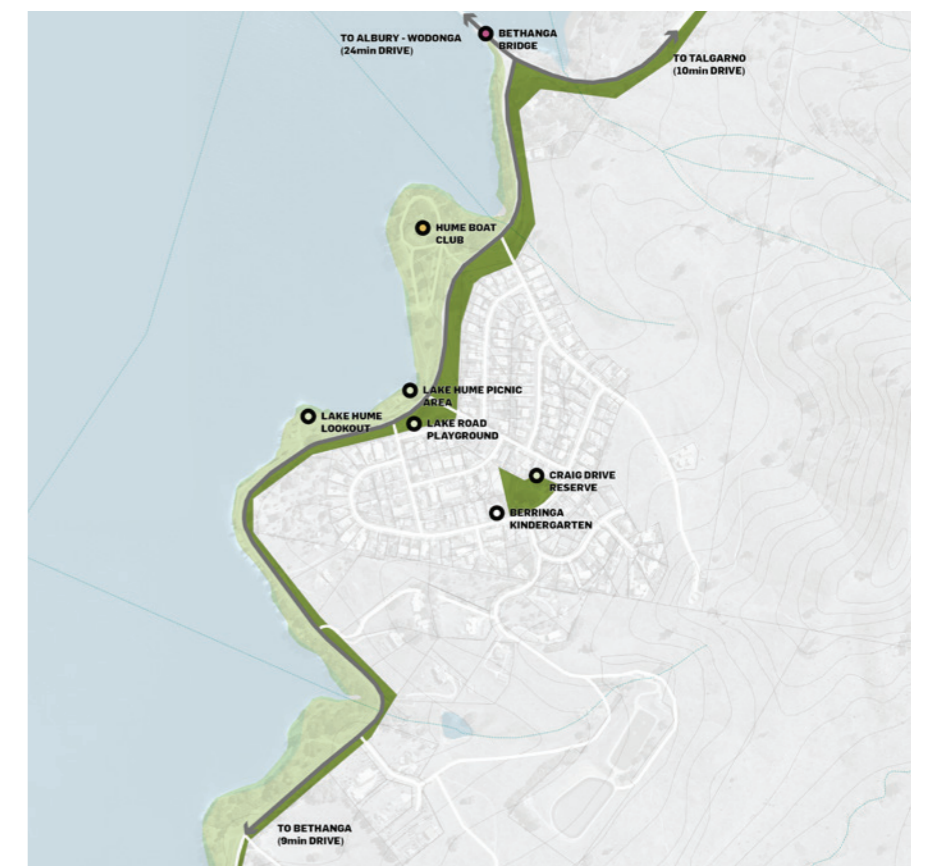 TO ALBURY - WODONGA
(24min DRIVE)
BETHANGA
BRIDGE
TO TALGARNO
(10min DRIVE)
HUME BOAT
CLUB
LAKE HUME PICNIC
AREA
LAKE HUME
LOOKOUT
LAKE ROAD
PLAYGROUND
CRAIG DRIVE
RESERVE
BERRINGA
KINDERGARTEN
TO BETHANGA
(9min DRIVE)